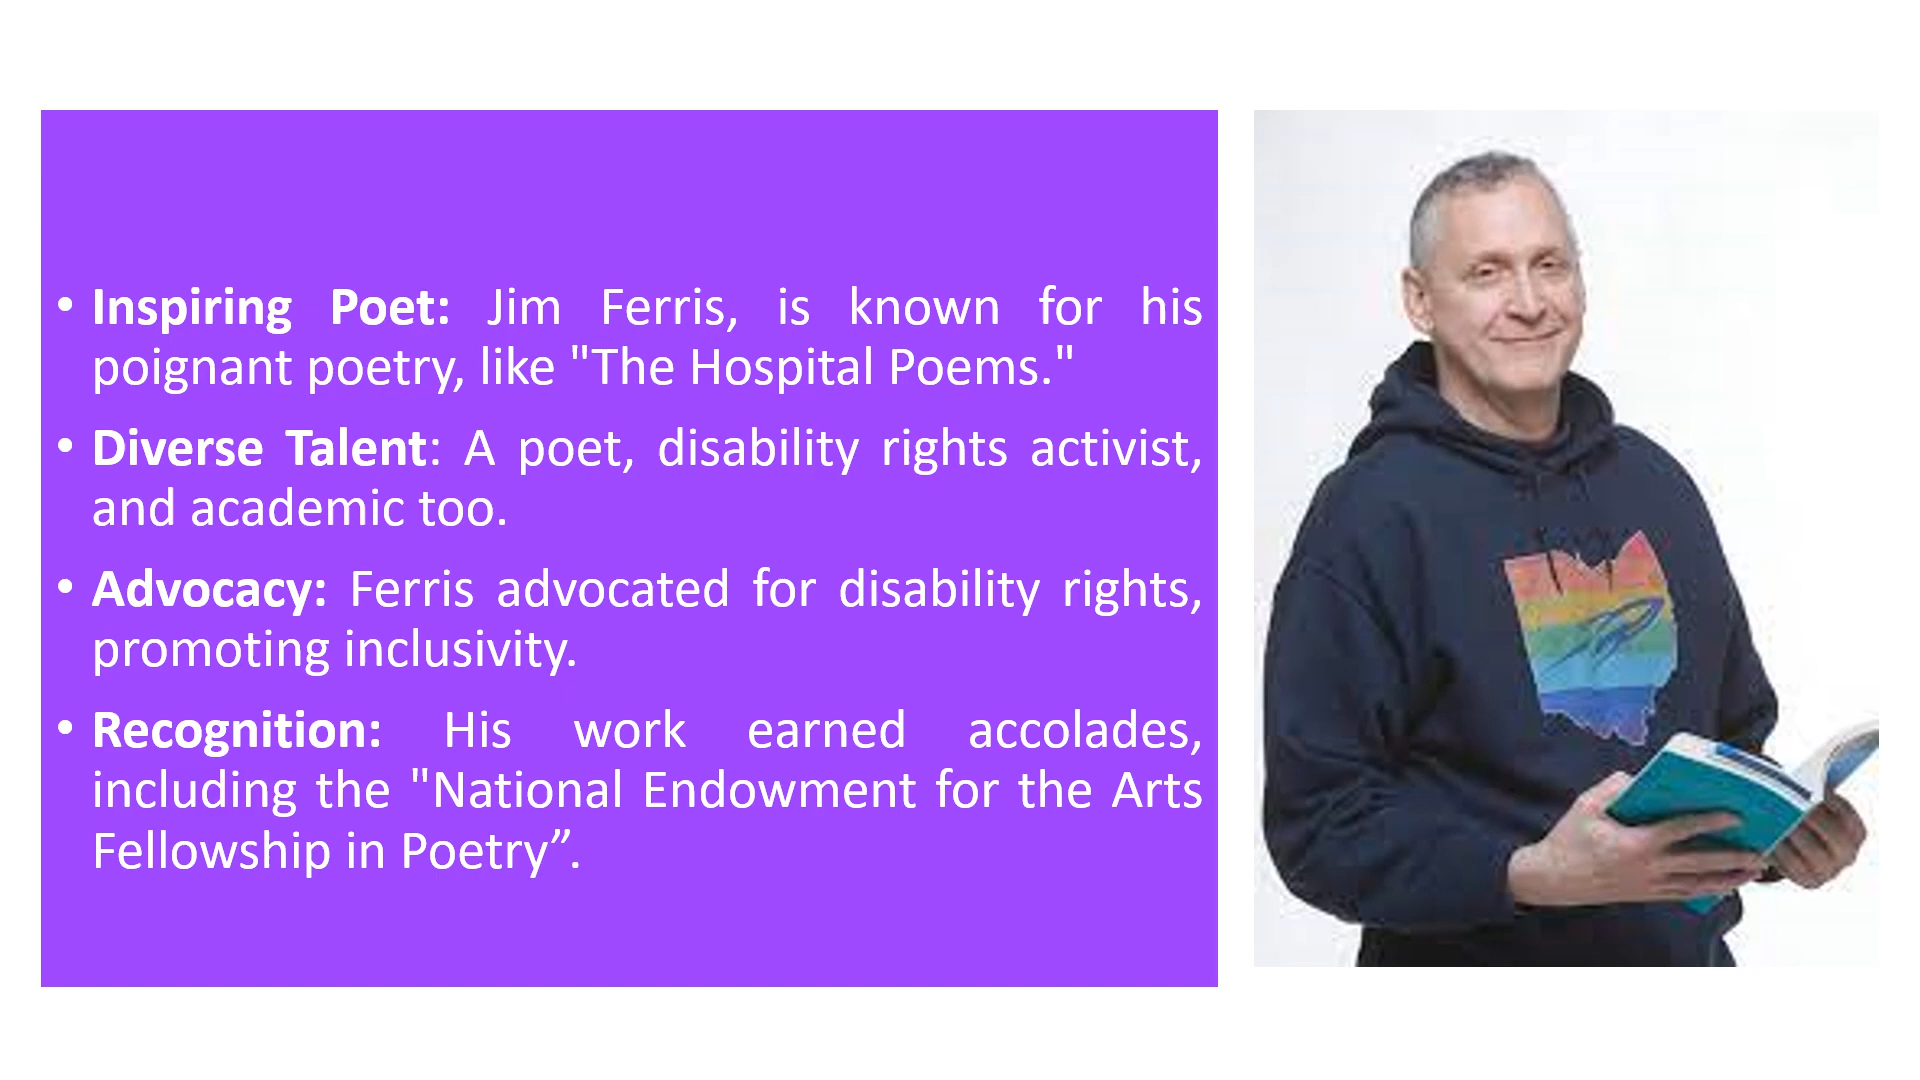 • Inspiring Poet: Jim Ferris, is known for his
poignant poetry, like "The Hospital Poems."
• Diverse Talent: A poet, disability rights activist,
and academic too.
• Advocacy: Ferris advocated for disability rights,
promoting inclusivity.
• Recognition: His work earned accolades,
including the "National Endowment for the Arts
Fellowship in Poetry”.